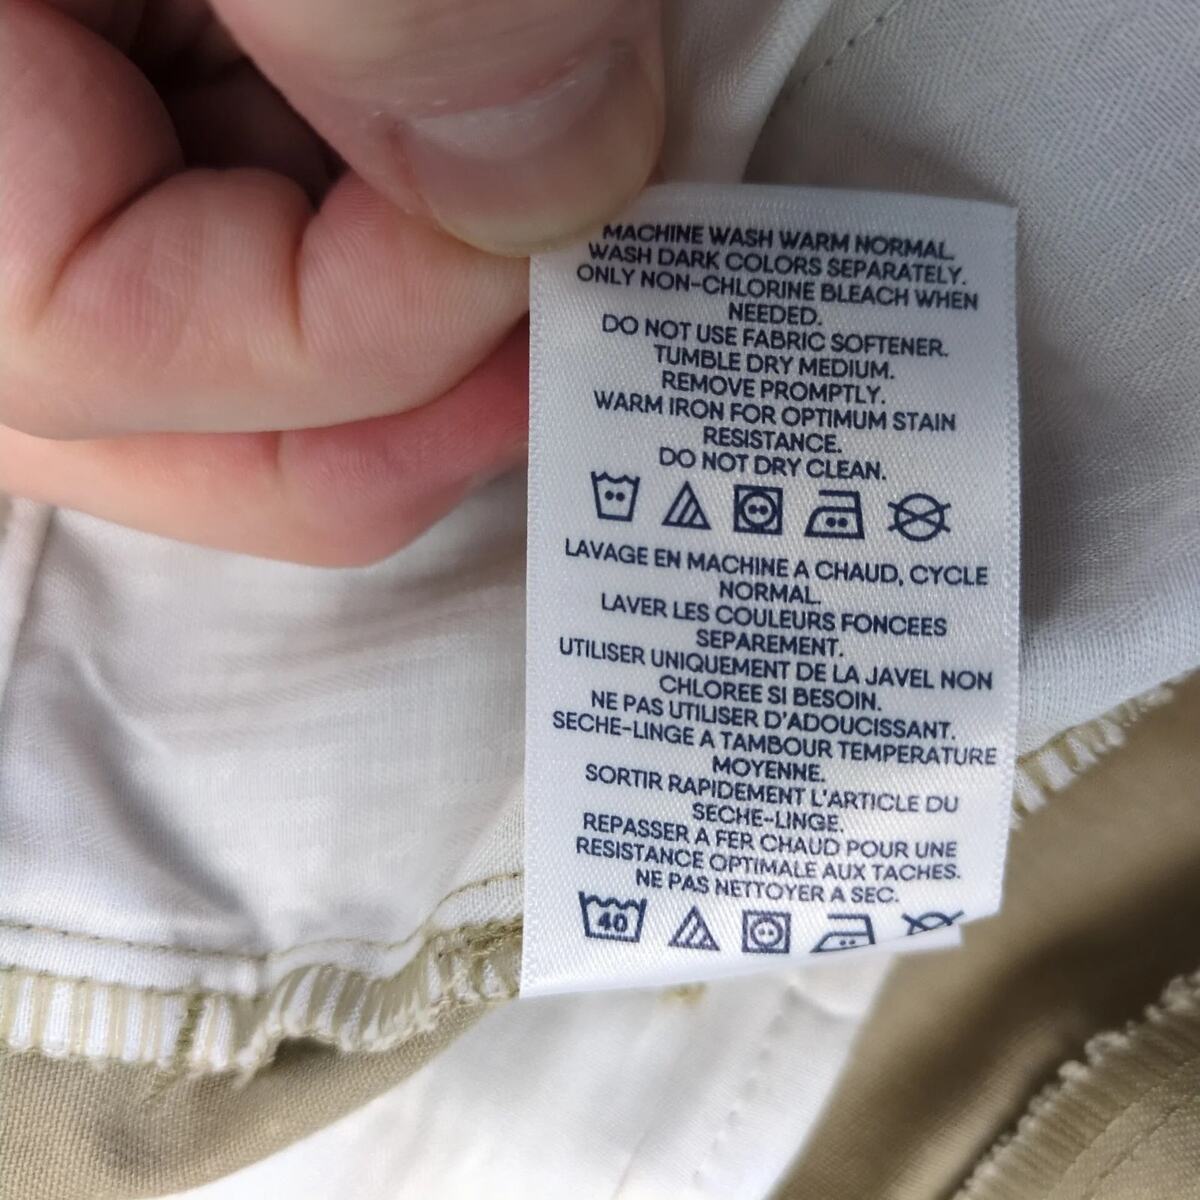 MACHINE WASH WARM NORMAL.
WASH DARK COLORS SEPARATELY.
ONLY NON-CHLORINE BLEACH WHEN
NEEDED.
DO NOT USE FABRIC SOFTENER.
TUMBLE DRY MEDIUM.
REMOVE PROMPTLY.
WARM IRON FOR OPTIMUM STAIN
RESISTANCE.
DO NOT DRY CLEAN.
LAVAGE EN MACHINE A CHAUD, CYCLE
NORMAL.
LAVER LES COULEURS FONCEES
SEPAREMENT.
UTILISER UNIQUEMENT DE LA JAVEL NON
CHLOREE SI BESOIN.
NE PAS UTILISER D'ADOUCISSANT.
SECHE-LINGE A TAMBOUR TEMPERATURE
MOYENNE.
SORTIR RAPIDEMENT L'ARTICLE DU
SECHE-LINGE.
REPASSER A FER CHAUD POUR UNE
RESISTANCE OPTIMALE AUX TACHES.
NE PAS NETTOYER A SEC.
40